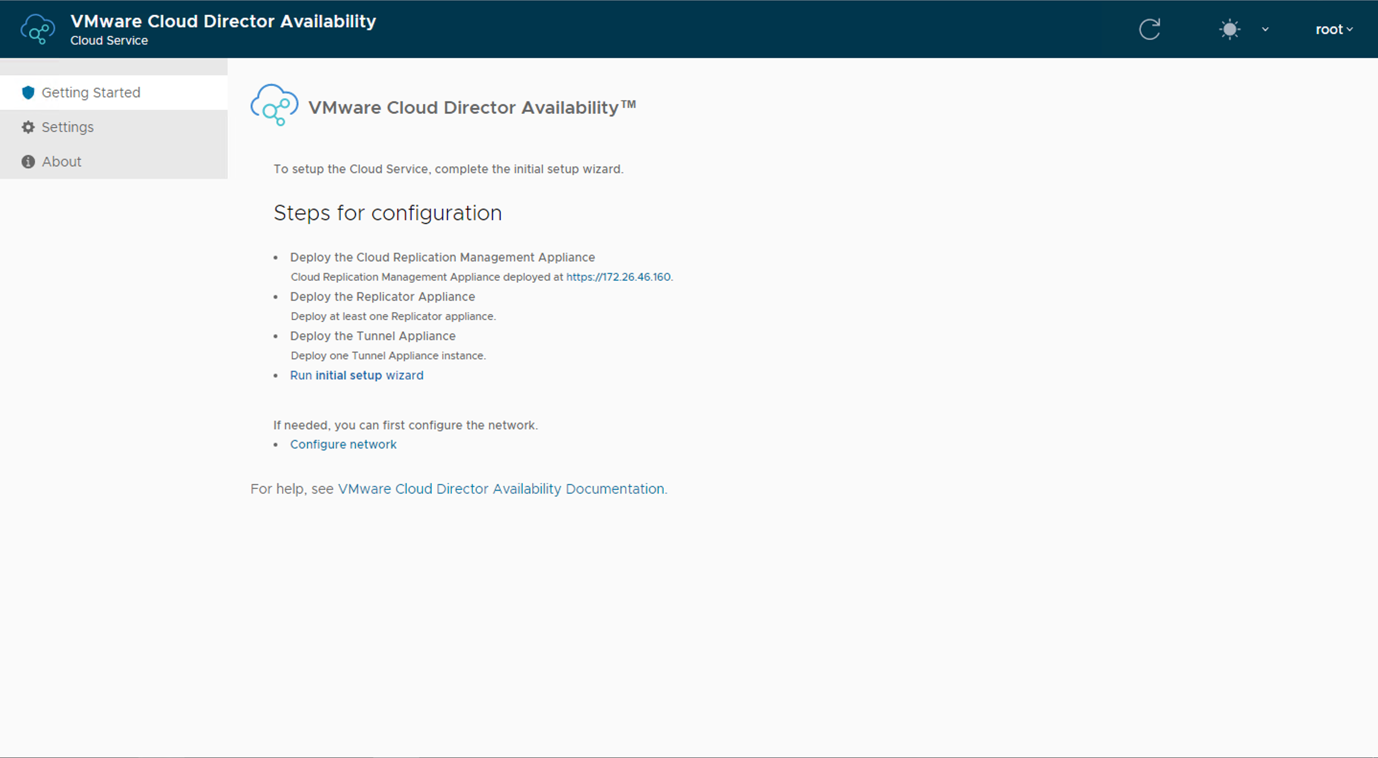 VMware Cloud Director Availability
Cloud Service
root
Getting Started
Settings
About
VMware Cloud Director Availability™
To setup the Cloud Service, complete the initial setup wizard.
Steps for configuration
• Deploy the Cloud Replication Management Appliance
Cloud Replication Management Appliance deployed at https://172.26.46.160.
• Deploy the Replicator Appliance
Deploy at least one Replicator appliance.
• Deploy the Tunnel Appliance
Deploy one Tunnel Appliance instance.
• Run initial setup wizard
If needed, you can first configure the network.
• Configure network
For help, see VMware Cloud Director Availability Documentation.